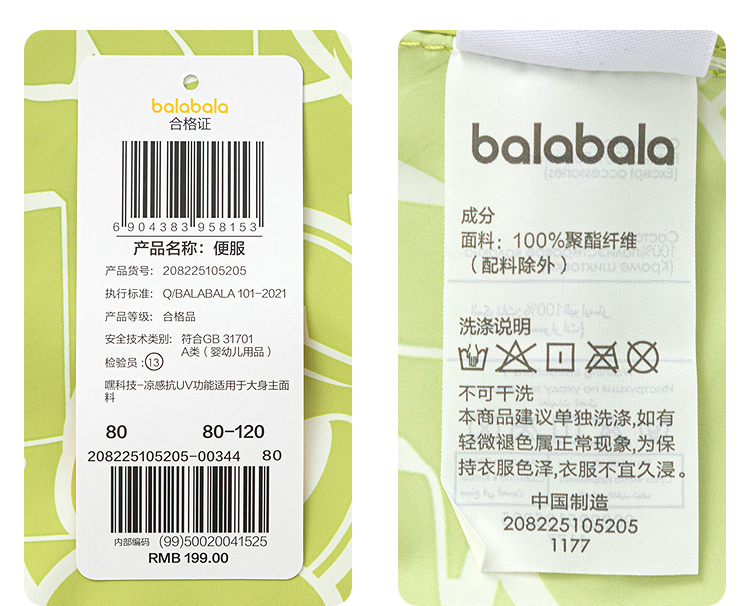 balabala
合格证
6 904383 958153
产品名称：便服
产品货号：208225105205
执行标准：Q/BALABALA 101-2021
产品等级：合格品
安全技术类别：符合GB 31701
A类（婴幼儿用品）
检验员：13
嘿科技-凉感抗UV功能适用于大身主面
料
80 80-120
208225105205-00344 80
内部编码 (99)50020041525
RMB 199.00
balabala
(Except accessories)
成分
面料：100%聚酯纤维
（配料除外）
洗涤说明
不可干洗
本商品建议单独洗涤,如有
轻微褪色属正常现象,为保
持衣服色泽,衣服不宜久浸。
中国制造
208225105205
1177